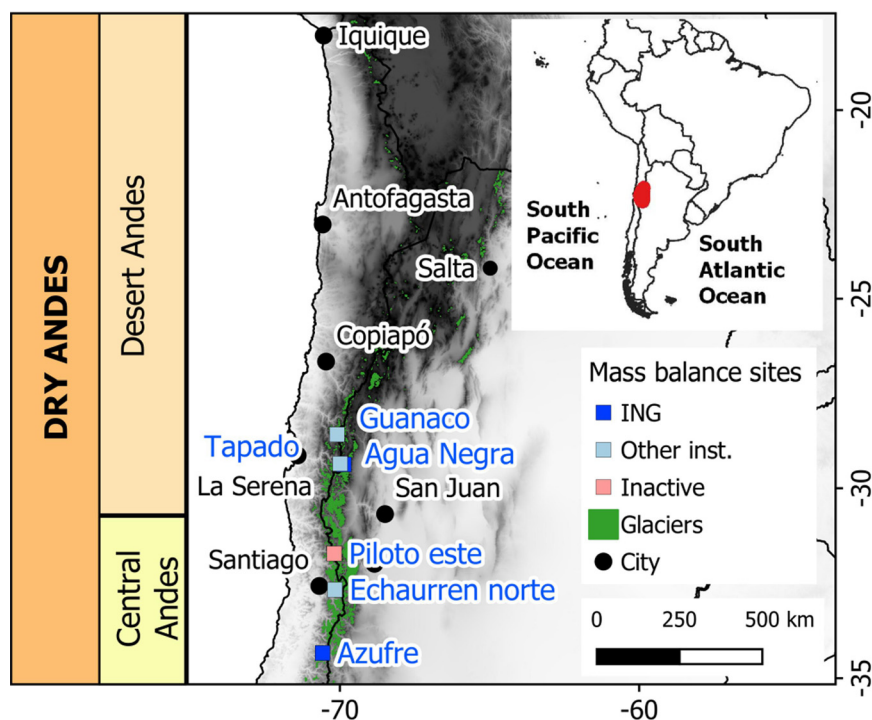 DRY ANDES
Desert Andes
Central
Andes
Iquique
Antofagasta
Salta
Copiapó
Guanaco
Tapado
Agua Negra
La Serena
San Juan
Santiago
Piloto este
Echaurren norte
Azufre
South
Pacific
Ocean
South
Atlantic
Ocean
Mass balance sites
ING
Other inst.
Inactive
Glaciers
City
0 250 500 km
-20
-25
-30
-35
-70 -60